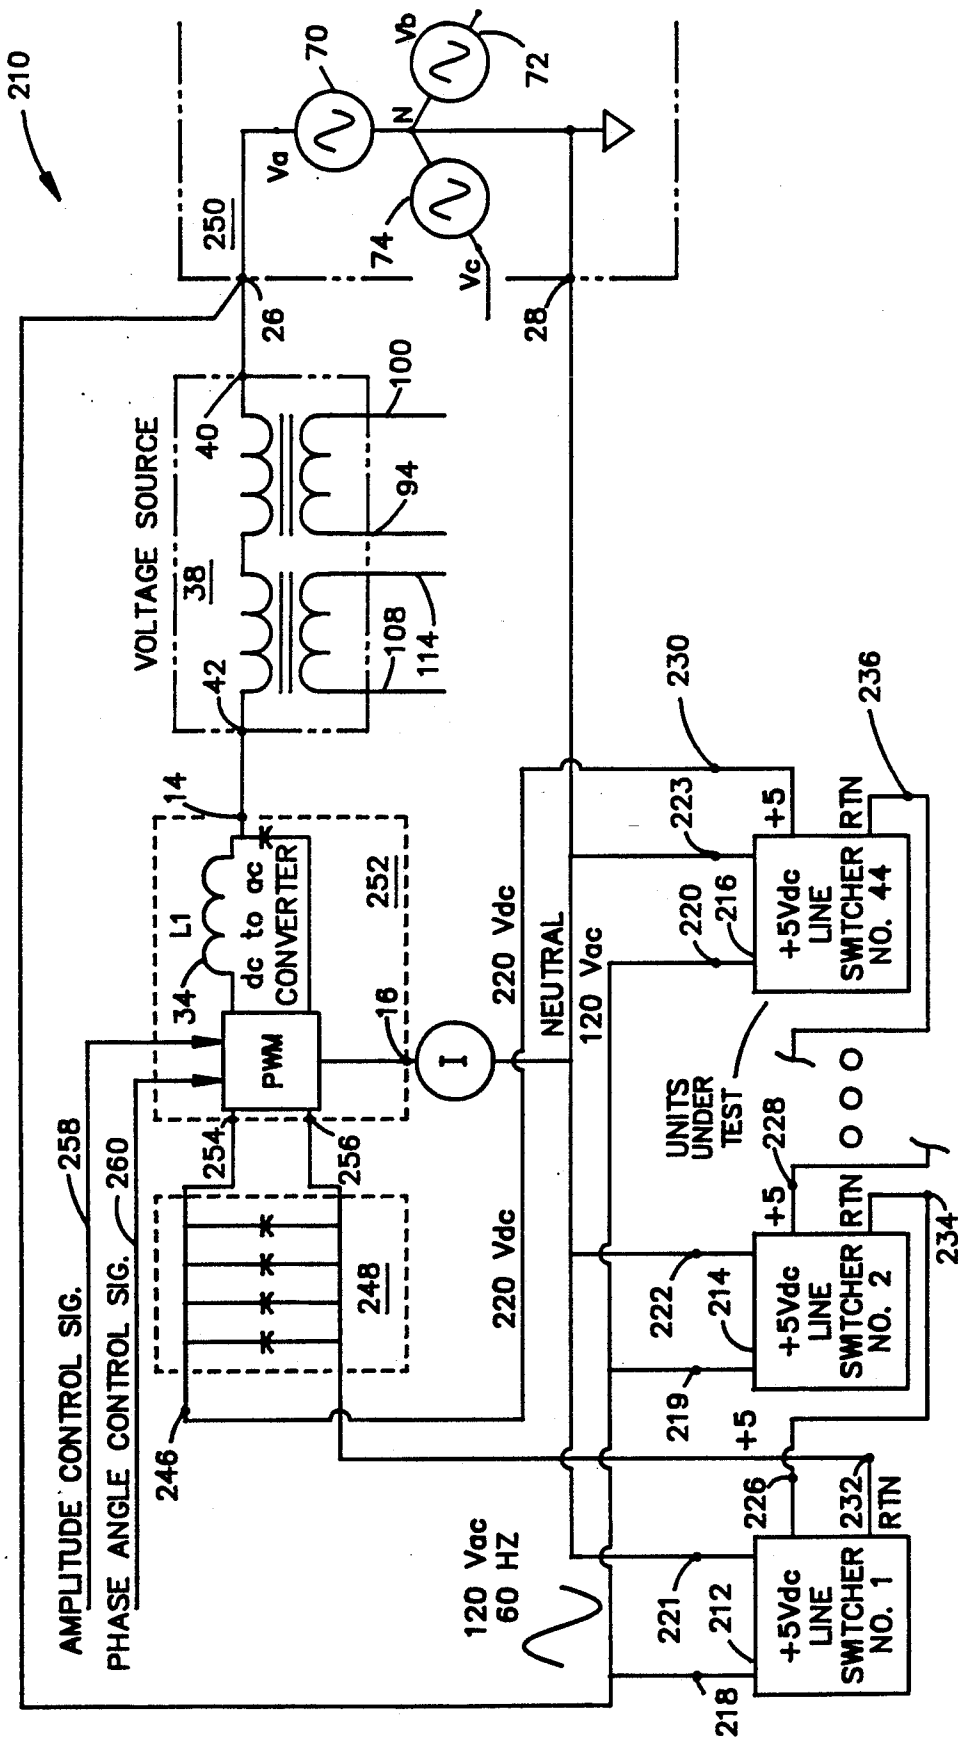 210
AMPLITUDE CONTROL SIG.
258
PHASE ANGLE CONTROL SIG.
260
VOLTAGE SOURCE
38
42
40
26
250
Va
70
N
Vb
72
74
Vc
28
100
94
108
114
14
L1
34
dc to ac
CONVERTER
252
PWM
16
I
254
256
246
248
220 Vdc
220 Vdc
NEUTRAL
120 Vac
120 Vac
60 HZ
218
221
212
+5Vdc
LINE
SWITCHER
NO. 1
226
+5
232
RTN
219
222
214
+5Vdc
LINE
SWITCHER
NO. 2
+5
228
RTN
234
UNITS
UNDER
TEST
220
223
216
+5Vdc
LINE
SWITCHER
NO. 44
+5
230
RTN
236